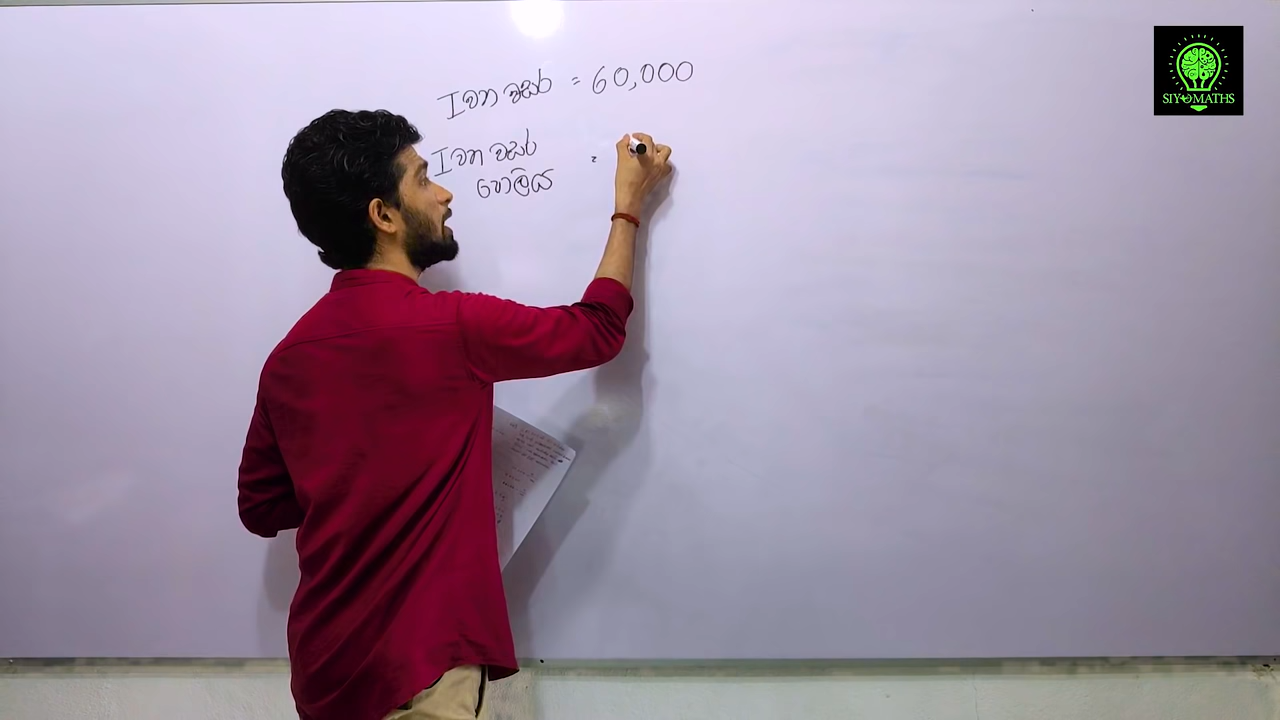 I වන වසර = 60,000
I වන වසර =
පොලිය
SIYOMATHS